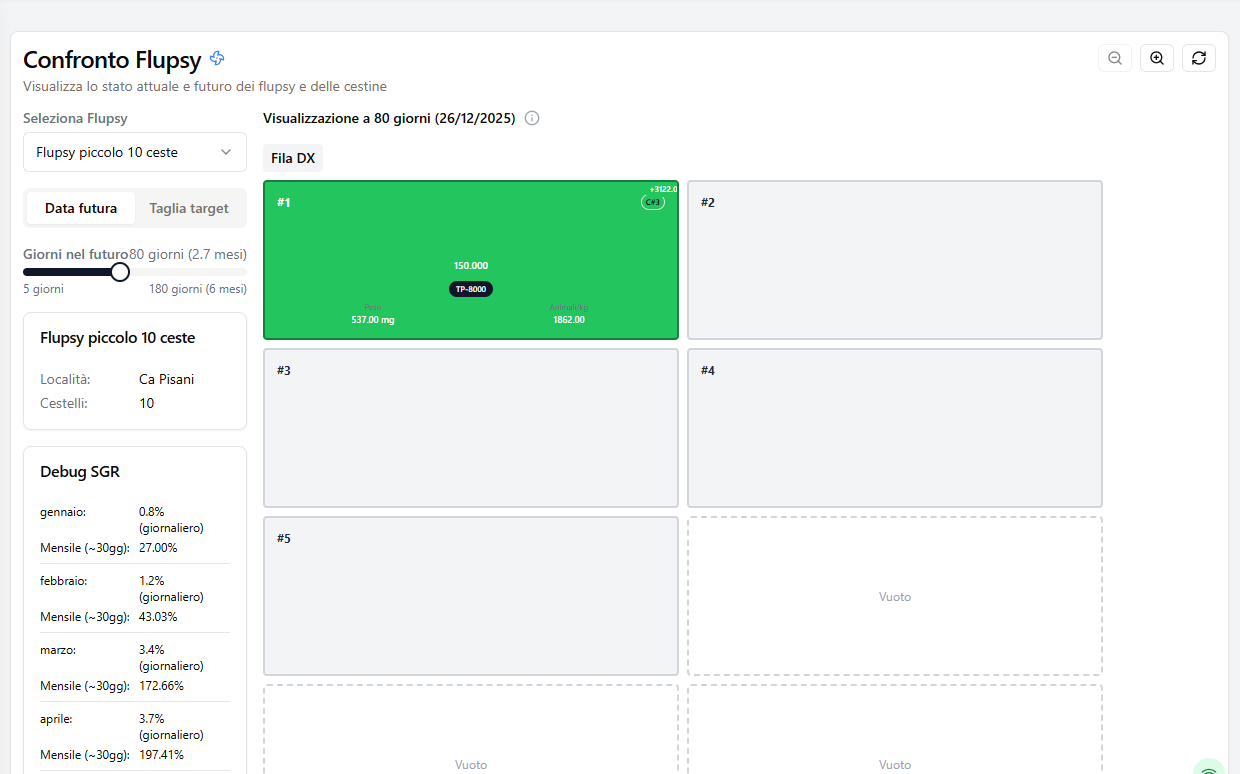 Confronto Flupsy
Visualizza lo stato attuale e futuro dei flupsy e delle cestine
Seleziona Flupsy
Flupsy piccolo 10 ceste
Data futura
Taglia target
Giorni nel futuro80 giorni (2.7 mesi)
5 giorni
180 giorni (6 mesi)
Flupsy piccolo 10 ceste
Località:
Ca Pisani
Cestelli:
10
Debug SGR
gennaio:
0.8%
(giornaliero)
Mensile (~30gg):
27.00%
febbraio:
1.2%
(giornaliero)
Mensile (~30gg):
43.03%
marzo:
3.4%
(giornaliero)
Mensile (~30gg):
172.66%
aprile:
3.7%
(giornaliero)
Mensile (~30gg):
197.41%
Visualizzazione a 80 giorni (26/12/2025)
Fila DX
#1
+3122.0
C#3
150.000
TP-8000
Peso
537.00 mg
Animali/kg
1862.00
#2
#3
#4
#5
Vuoto
Vuoto
Vuoto